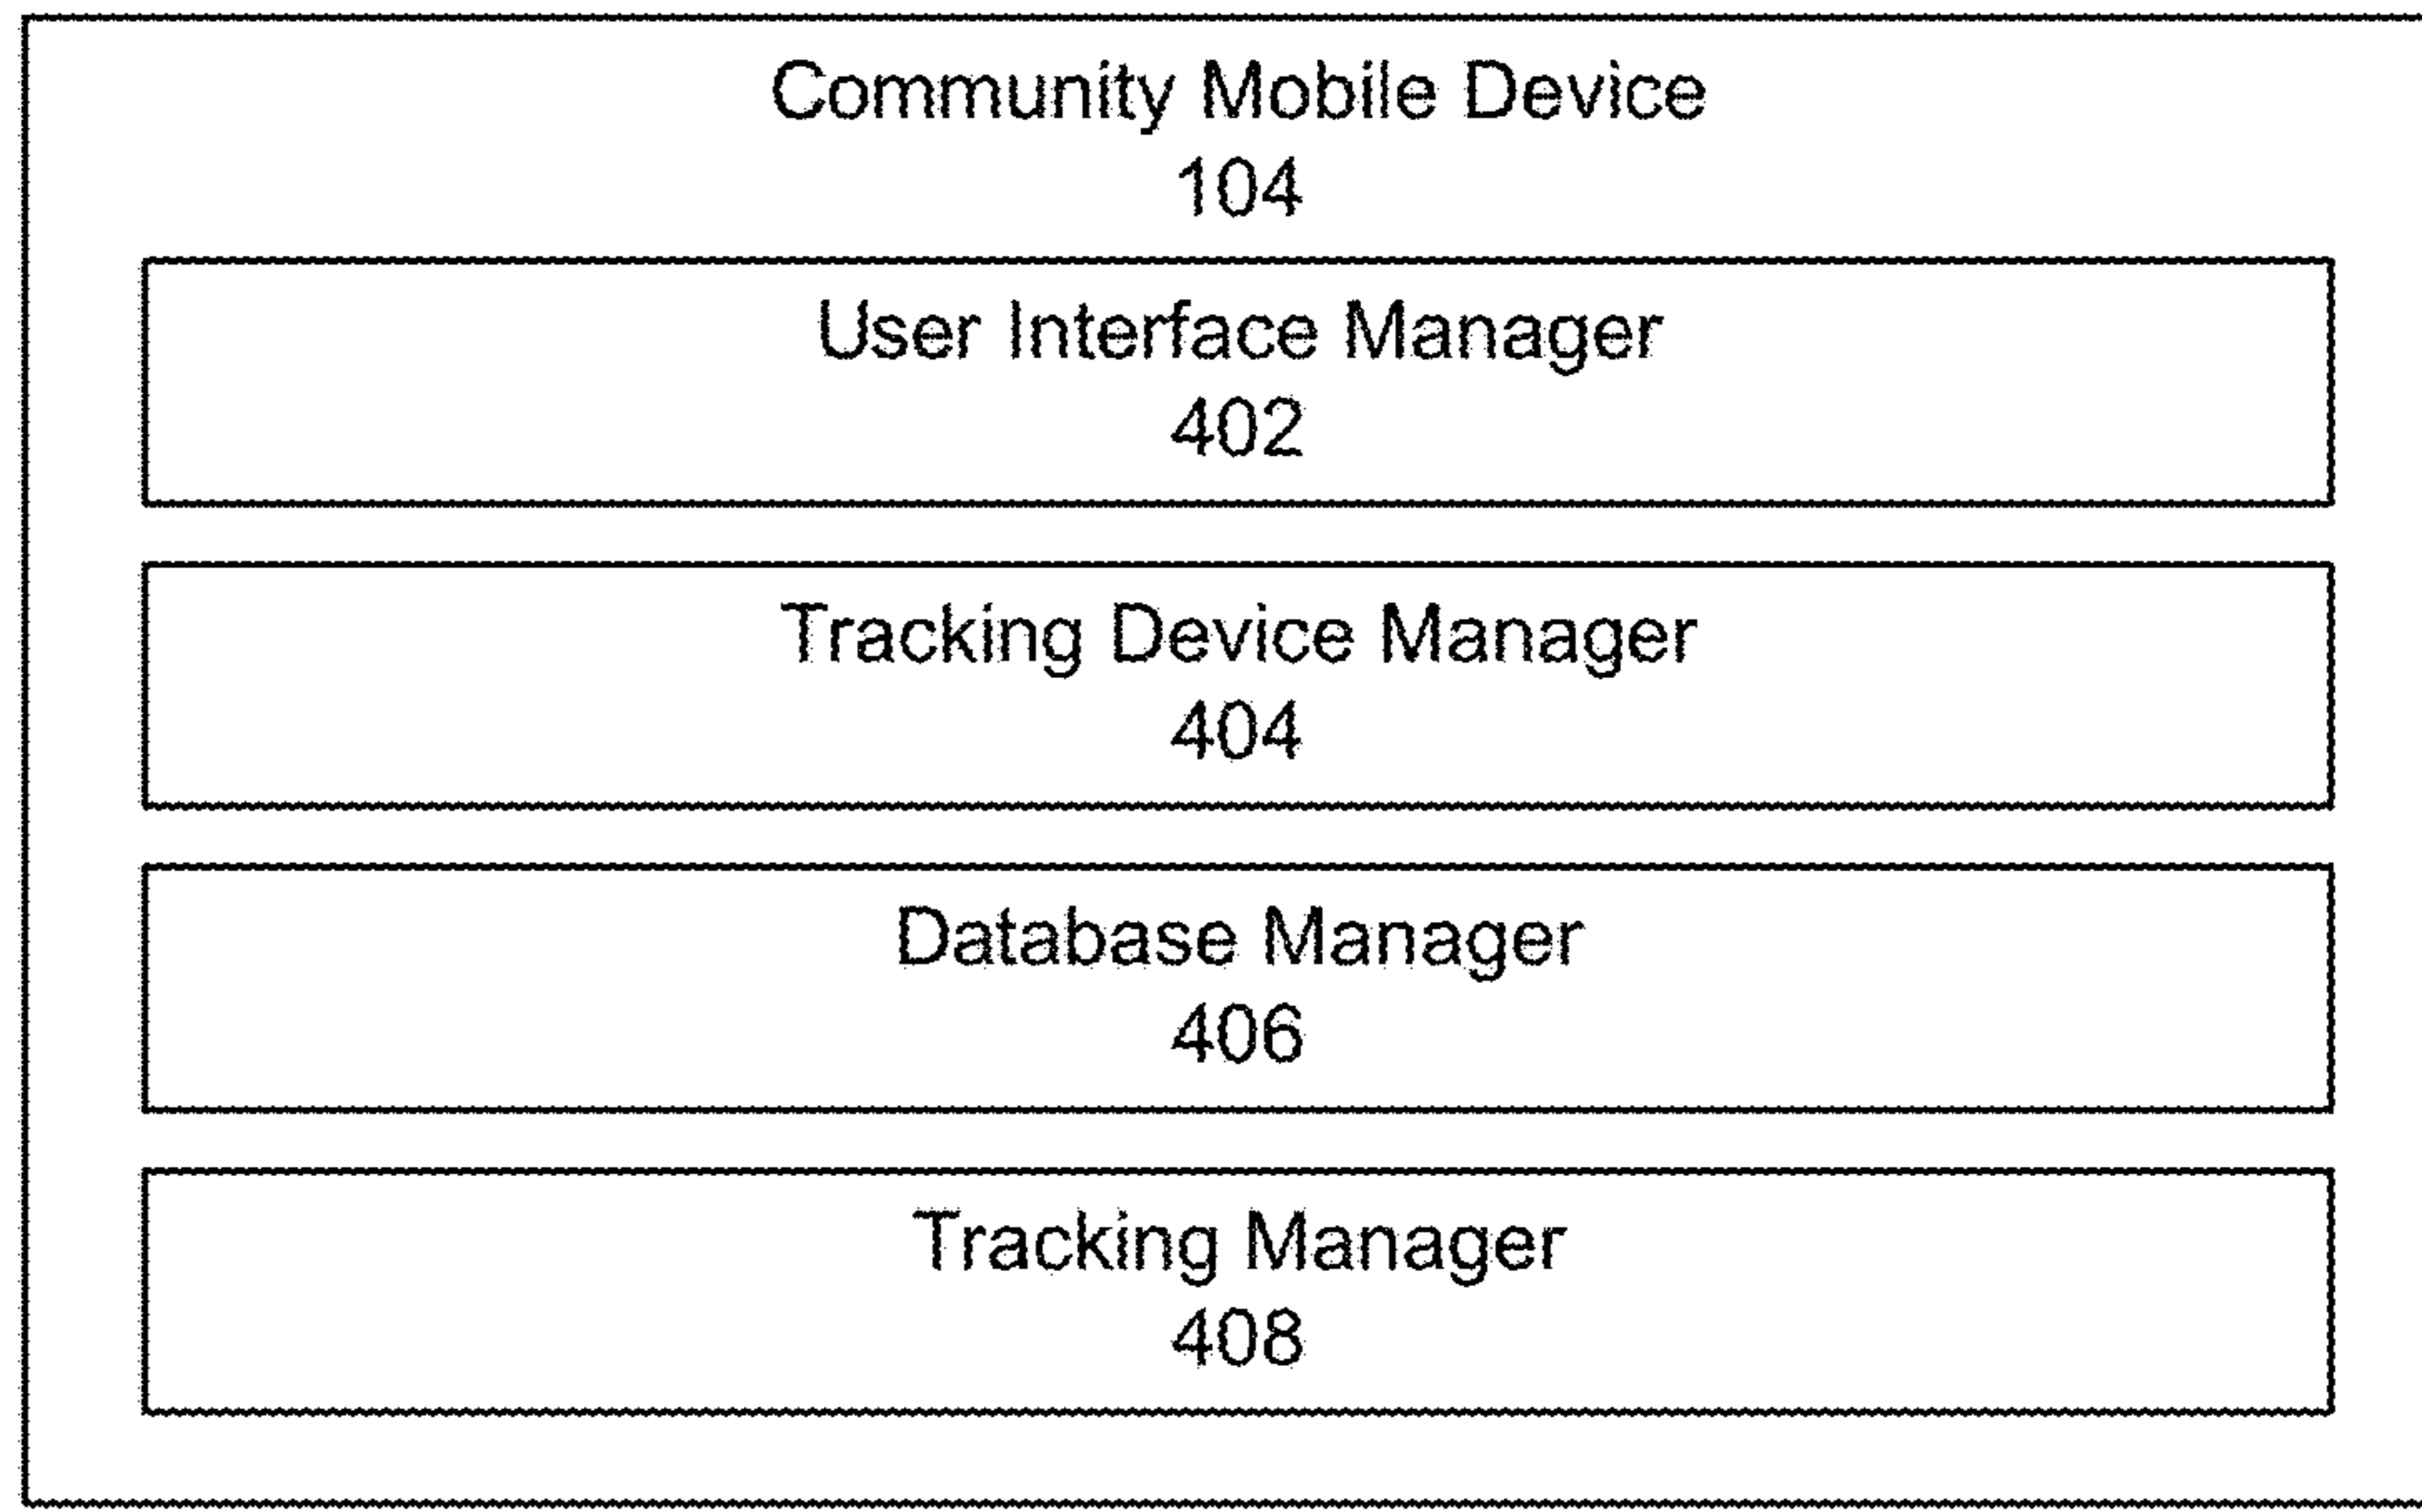 Community Mobile Device
104
User Interface Manager
402
Tracking Device Manager
404
Database Manager
406
Tracking Manager
408